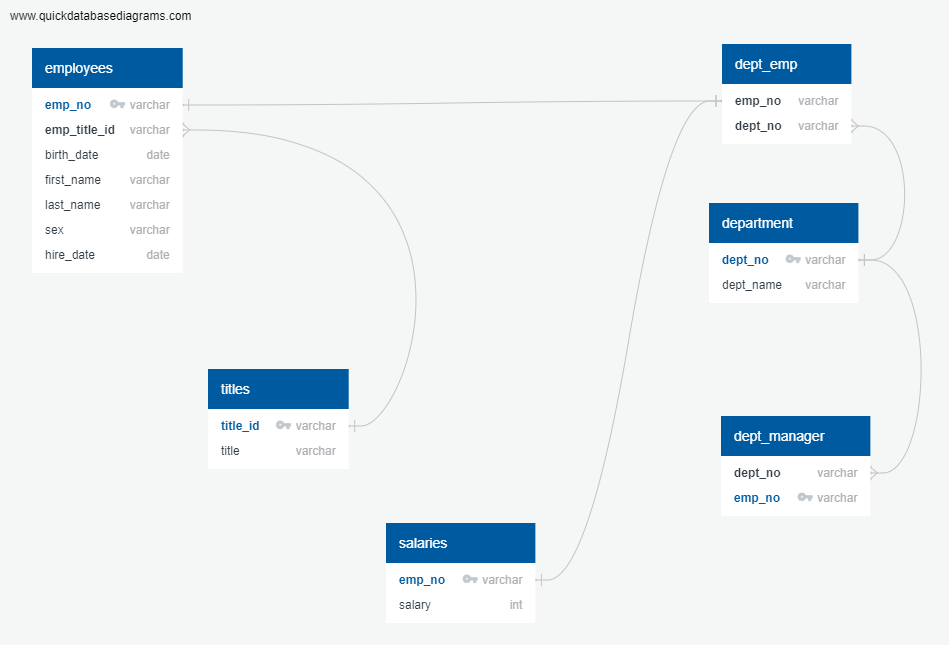 www.quickdatabasediagrams.com
employees
emp_no varchar
emp_title_id varchar
birth_date date
first_name varchar
last_name varchar
sex varchar
hire_date date
dept_emp
emp_no varchar
dept_no varchar
department
dept_no varchar
dept_name varchar
titles
title_id varchar
title varchar
dept_manager
dept_no varchar
emp_no varchar
salaries
emp_no varchar
salary int